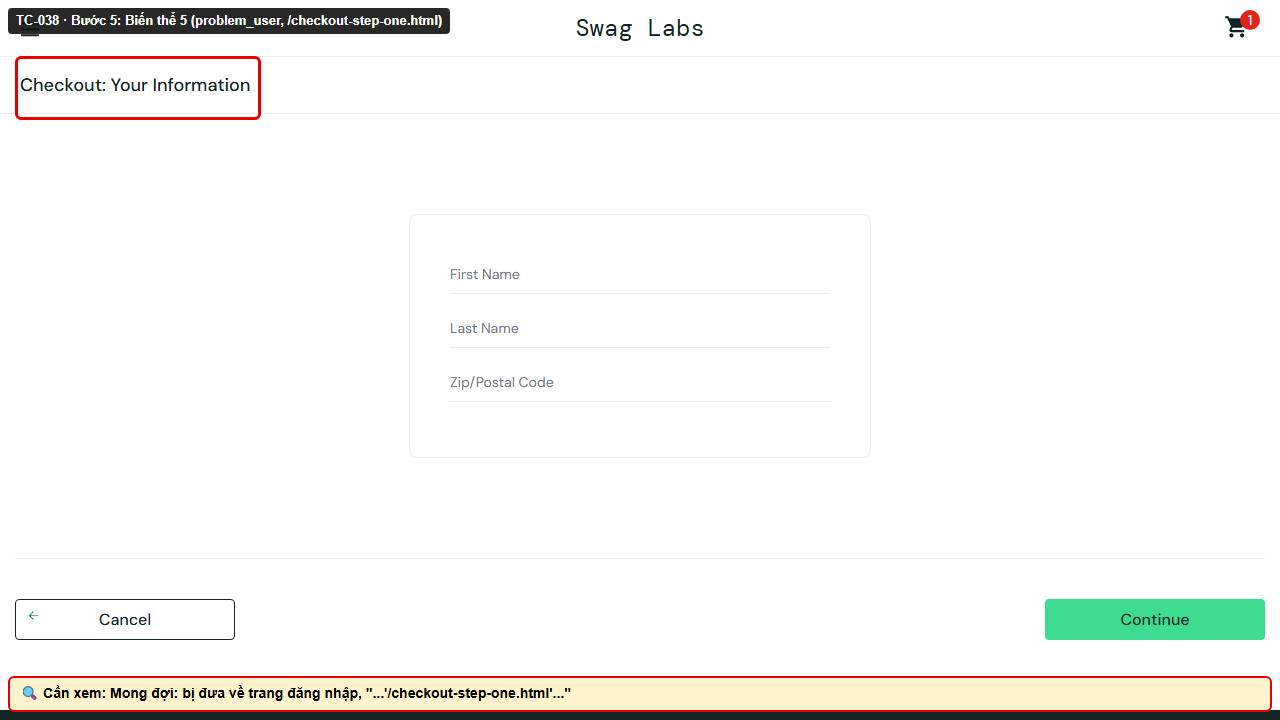 TC-038 · Bước 5: Biến thể 5 (problem_user, /checkout-step-one.html)
Swag Labs
1
Checkout: Your Information
First Name
Last Name
Zip/Postal Code
Cancel
Continue
Cần xem: Mong đợi: bị đưa về trang đăng nhập, "...'/checkout-step-one.html'..."